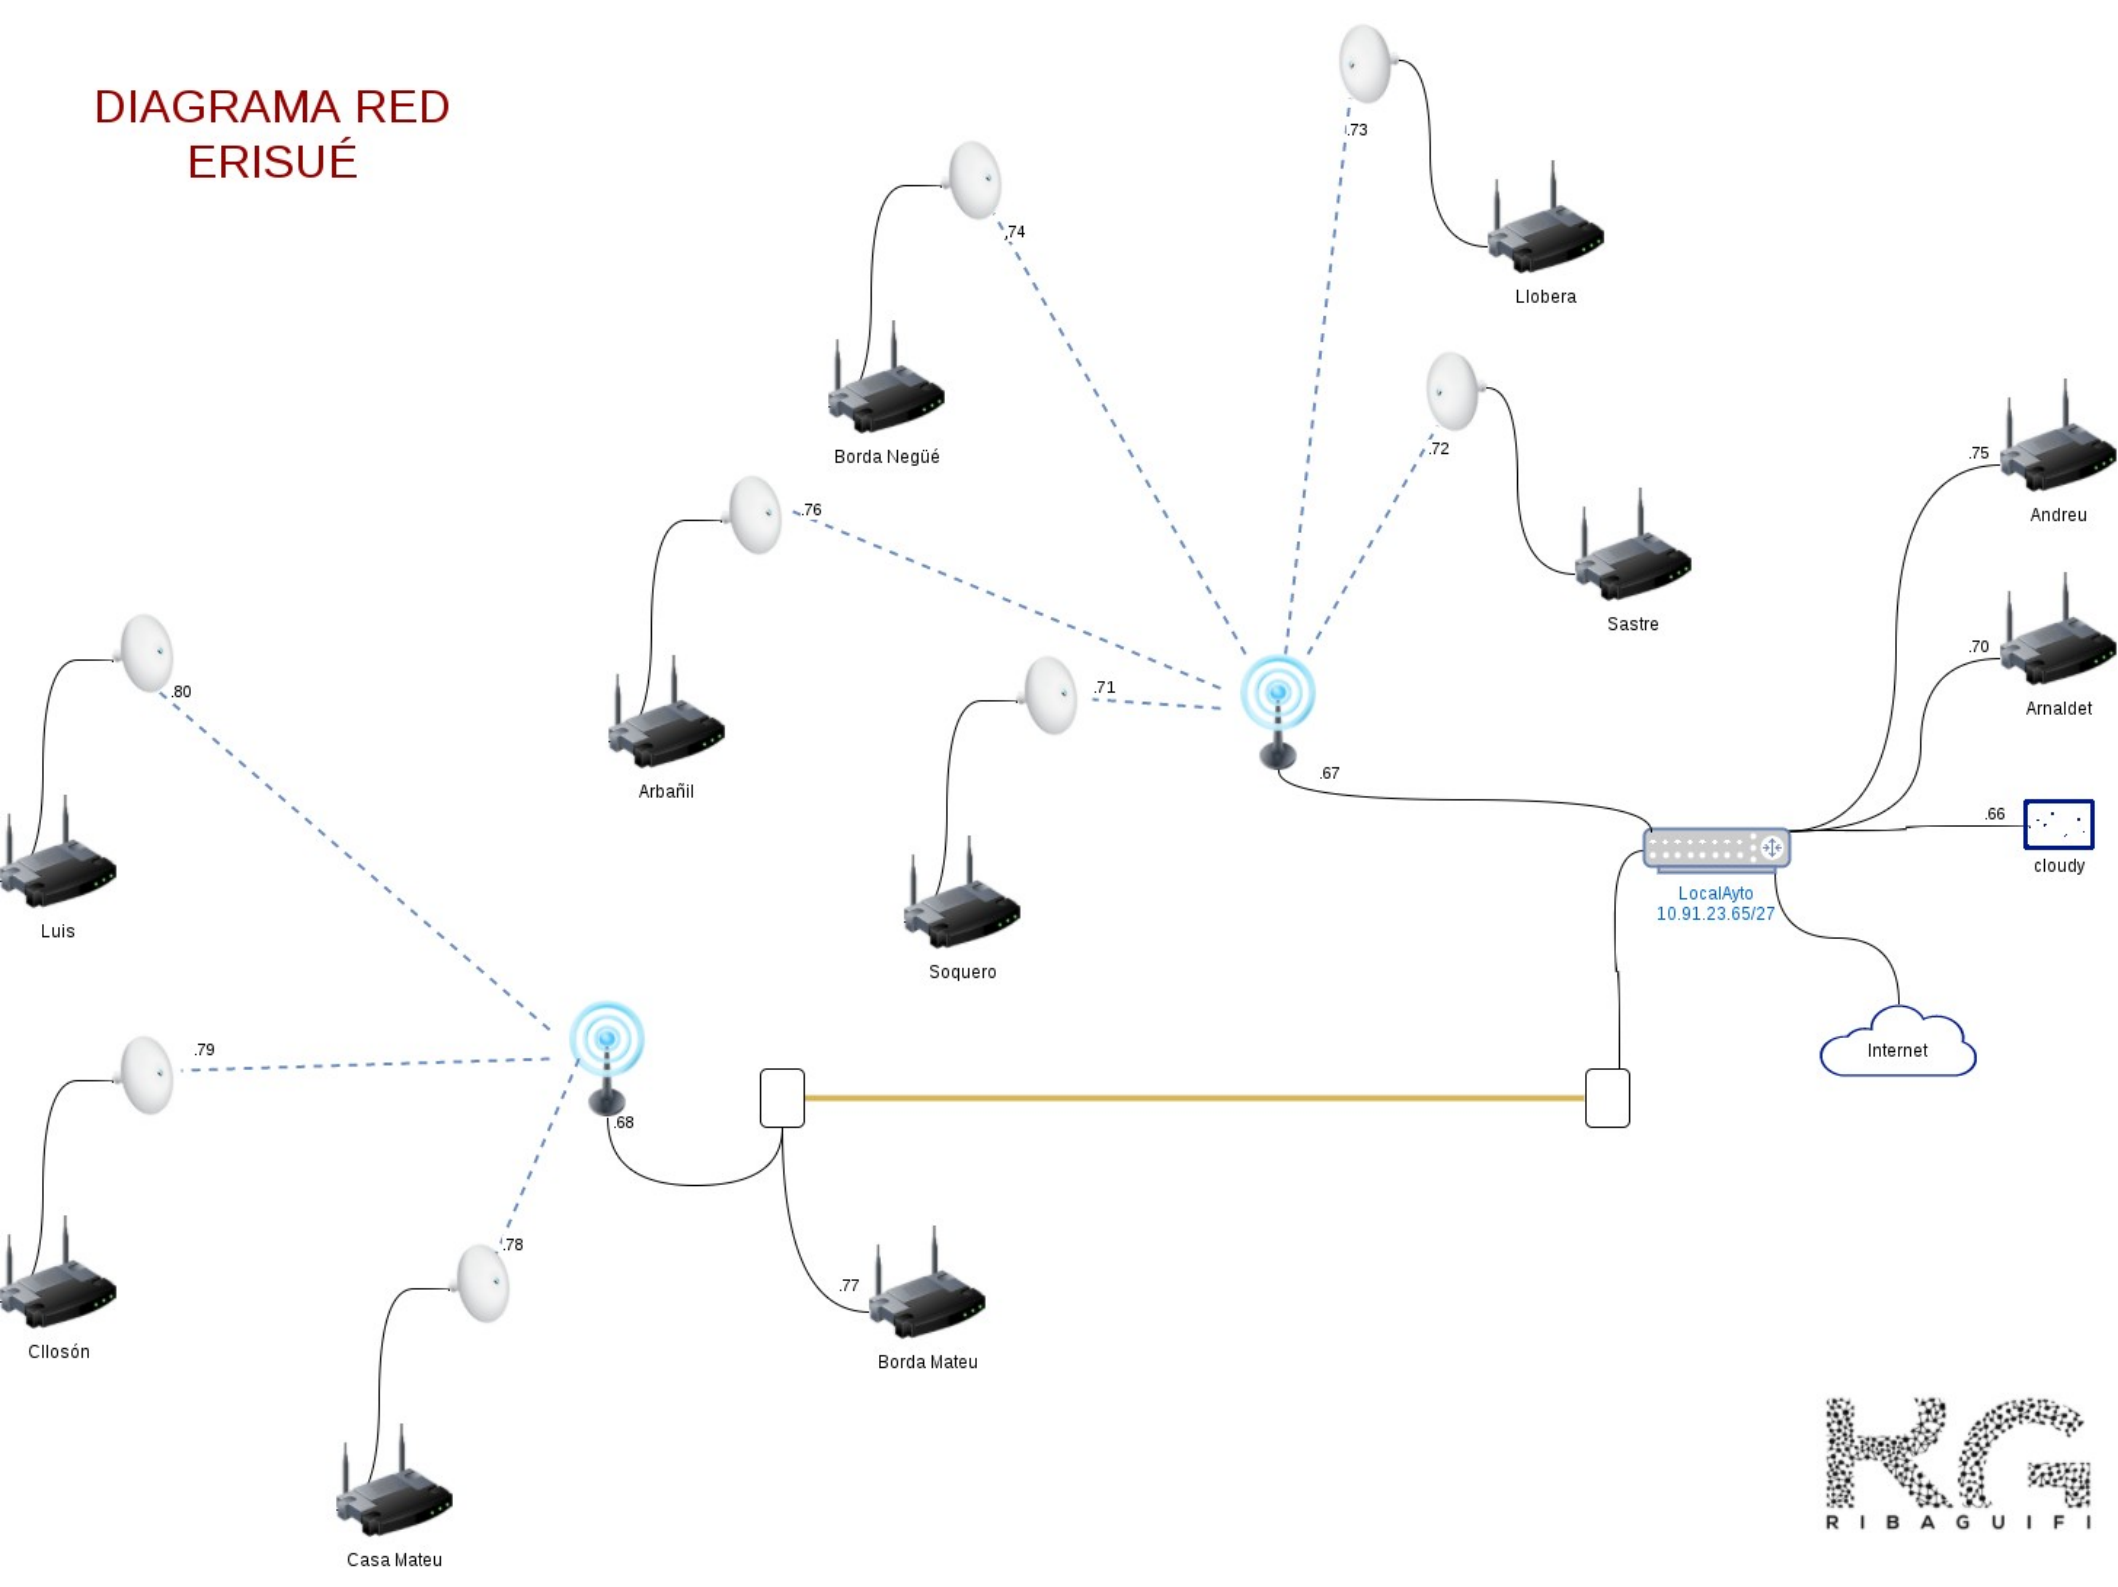 DIAGRAMA RED
ERISUÉ
.73
.74
Llobera
.72
Borda Negüé
.75
.76
Andreu
Sastre
.70
.80
.71
Arnaldet
.67
Arbañil
.66
cloudy
LocalAyto
10.91.23.65/27
Luis
Soquero
.79
Internet
.68
.78
.77
Cllosón
Borda Mateu
Casa Mateu
RG
RIBAGUIFI